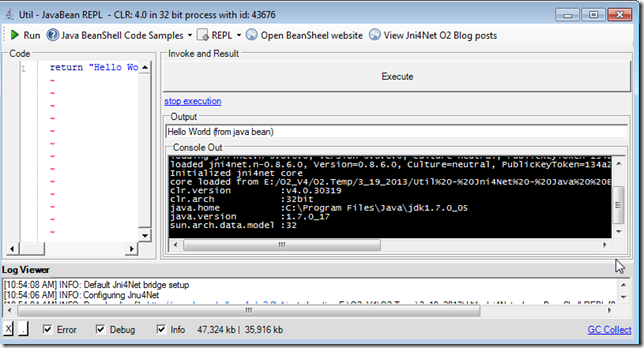 Util - JavaBean REPL - CLR: 4.0 in 32 bit process with id: 43676
Run Java BeanShell Code Samples REPL Open BeanSheel website View Jni4Net O2 Blog posts
Code
1 return "Hello Wo
~
~
~
~
~
~
~
~
~
~
~
~
~
~
Invoke and Result
Execute
stop execution
Output
Hello World (from java bean)
Console Out
loaded jni4net.n-0.8.6.0, Version=0.8.6.0, Culture=neutral, PublicKeyToken=134a2
Initialized jni4net core
core loaded from E:/O2_V4/O2.Temp/3_19_2013/Util%20-%20Jni4Net%20-%20Java%20%20B
clr.version :v4.0.30319
clr.arch :32bit
java.home :C:\Program Files\Java\jdk1.7.0_05
java.version :1.7.0_17
sun.arch.data.model :32
Log Viewer
[10:54:08 AM] INFO: Default Jni4Net bridge setup
[10:54:06 AM] INFO: Configuring Jnu4Net
X _ Error Debug Info 47,324 kb | 35,916 kb GC Collect